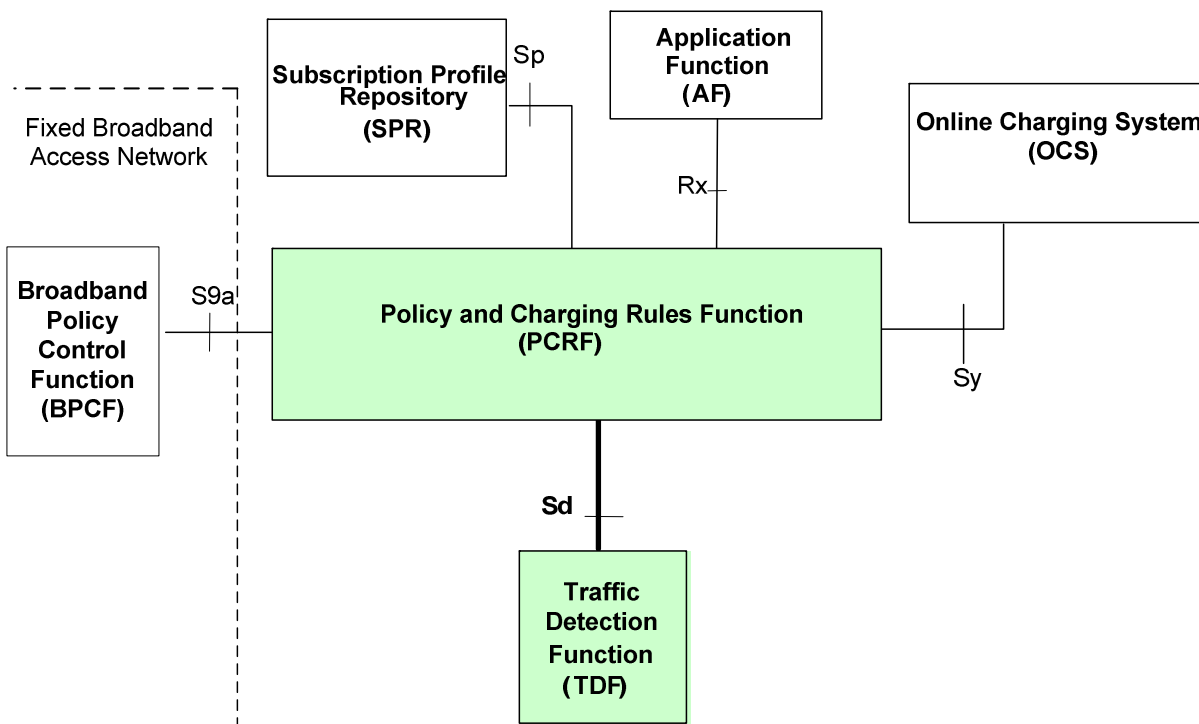 Sp
Subscription Profile
Repository
(SPR)
Application
Function
(AF)
Online Charging System
(OCS)
Fixed Broadband
Access Network
Rx
Broadband
Policy
Control
Function
(BPCF)
S9a
Policy and Charging Rules Function
(PCRF)
Sy
Sd
Traffic
Detection
Function
(TDF)